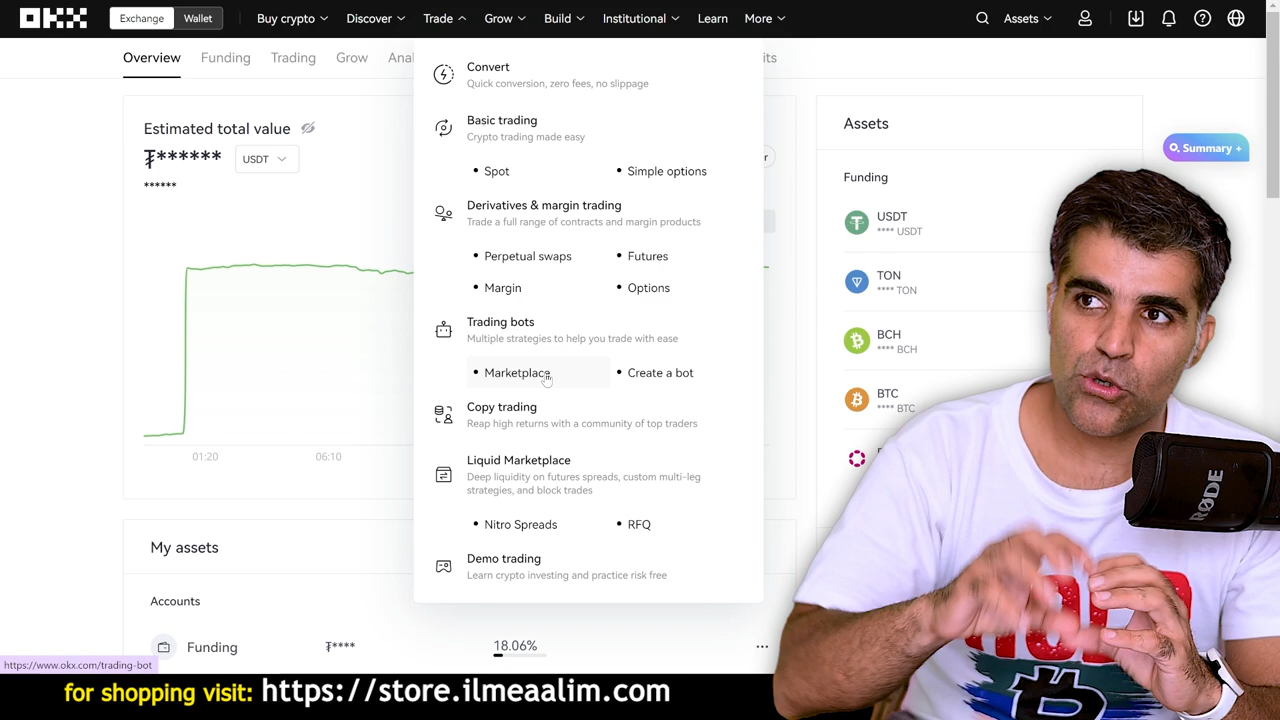 OKX
Exchange
Wallet
Buy crypto
Discover
Trade
Grow
Build
Institutional
Learn
More
Assets
Overview
Funding
Trading
Grow
Estimated total value
₮******
USDT
******
01:20
06:10
My assets
Accounts
Funding
₮****
18.06%
Convert
Quick conversion, zero fees, no slippage
Basic trading
Crypto trading made easy
Spot
Simple options
Derivatives & margin trading
Trade a full range of contracts and margin products
Perpetual swaps
Futures
Margin
Options
Trading bots
Multiple strategies to help you trade with ease
Marketplace
Create a bot
Copy trading
Reap high returns with a community of top traders
Liquid Marketplace
Deep liquidity on futures spreads, custom multi-leg
strategies, and block trades
Nitro Spreads
RFQ
Demo trading
Learn crypto investing and practice risk free
Assets
Summary +
Funding
USDT
**** USDT
TON
**** TON
BCH
**** BCH
BTC
**** BTC
RØDE
https://www.okx.com/trading-bot
for shopping visit: https://store.ilmeaalim.com